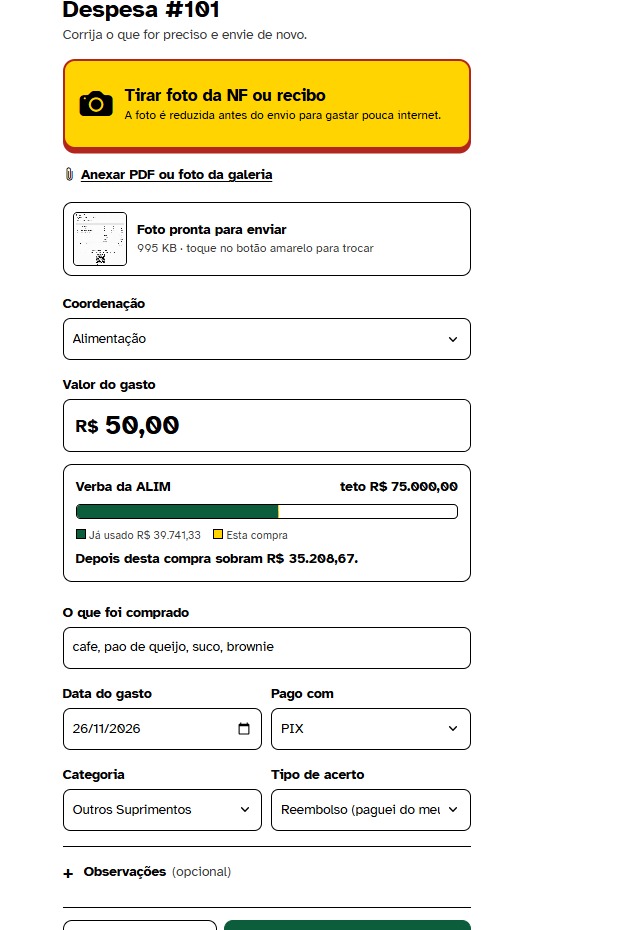 Despesa #101
Corrija o que for preciso e envie de novo.
Tirar foto da NF ou recibo
A foto é reduzida antes do envio para gastar pouca internet.
Anexar PDF ou foto da galeria
Foto pronta para enviar
995 KB · toque no botão amarelo para trocar
Coordenação
Alimentação
Valor do gasto
R$ 50,00
Verba da ALIM teto R$ 75.000,00
Já usado R$ 39.741,33 Esta compra
Depois desta compra sobram R$ 35.208,67.
O que foi comprado
cafe, pao de queijo, suco, brownie
Data do gasto Pago com
26/11/2026 PIX
Categoria Tipo de acerto
Outros Suprimentos Reembolso (paguei do meu
+ Observações (opcional)